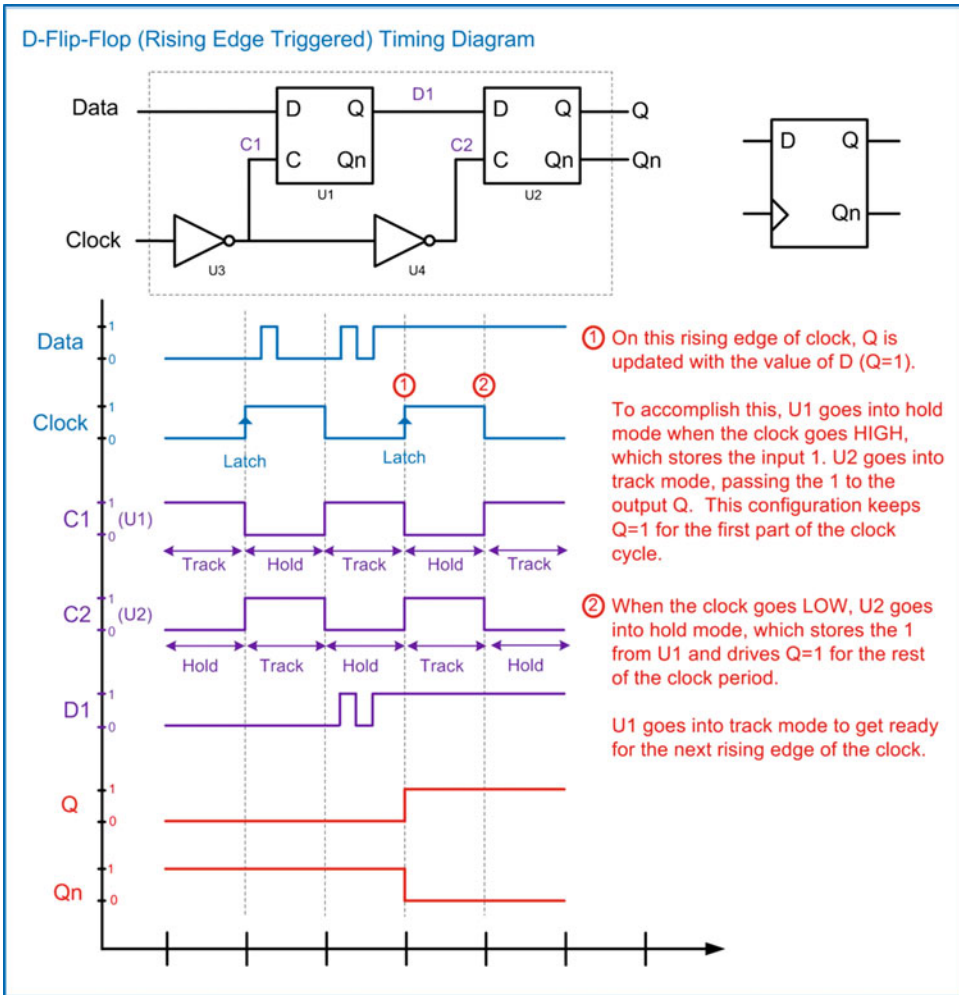 D-Flip-Flop (Rising Edge Triggered) Timing Diagram
Data
D Q
D1
D Q
Q
D Q
C1
C Qn
C2
C Qn
Qn
Qn
U1
U2
Clock
U3
U4
Data
1
0
① ②
Clock
1
0
Latch
Latch
C1 (U1)
1
0
Track Hold Track Hold Track
C2 (U2)
1
0
Hold Track Hold Track Hold
D1
1
0
Q
1
0
Qn
1
0
① On this rising edge of clock, Q is
updated with the value of D (Q=1).
To accomplish this, U1 goes into hold
mode when the clock goes HIGH,
which stores the input 1. U2 goes into
track mode, passing the 1 to the
output Q. This configuration keeps
Q=1 for the first part of the clock
cycle.
② When the clock goes LOW, U2 goes
into hold mode, which stores the 1
from U1 and drives Q=1 for the rest
of the clock period.
U1 goes into track mode to get ready
for the next rising edge of the clock.